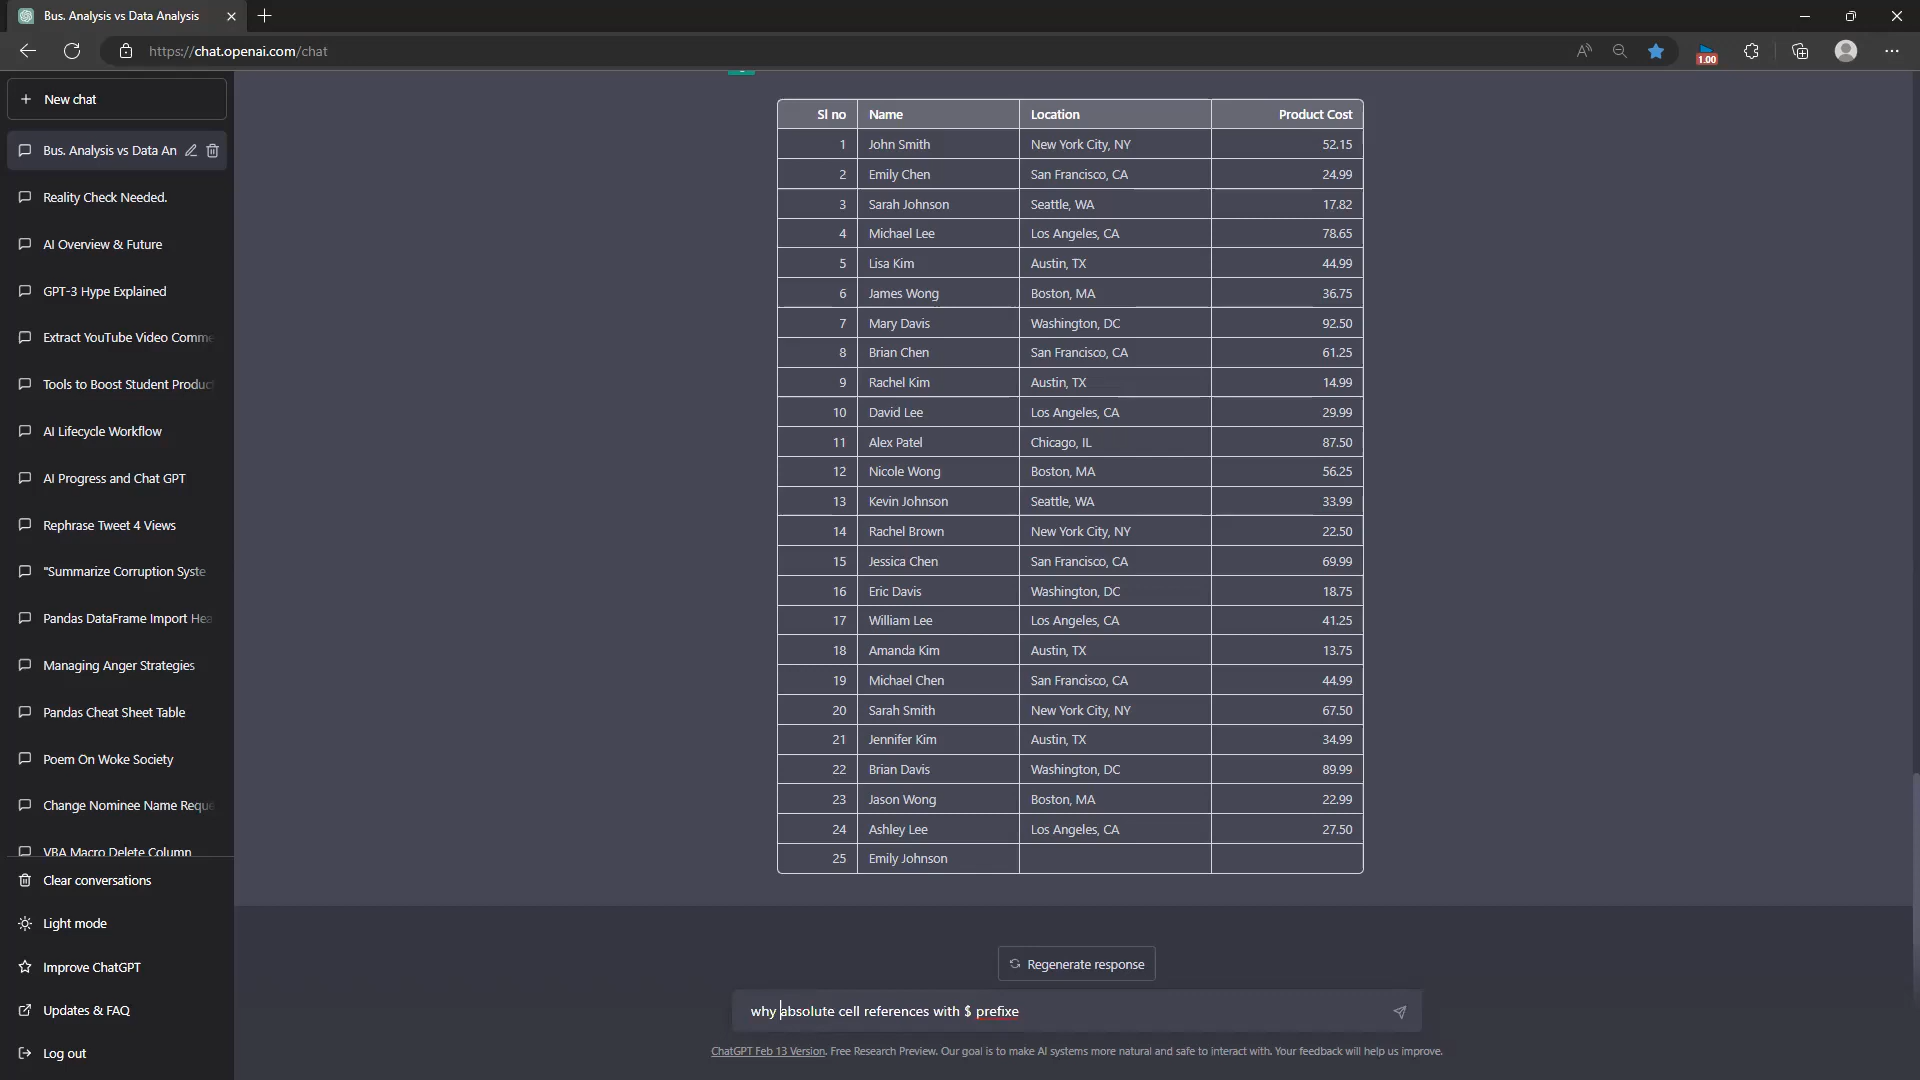 Bus. Analysis vs Data Analysis
https://chat.openai.com/chat
1.00
New chat
Bus. Analysis vs Data An
Reality Check Needed.
AI Overview & Future
GPT-3 Hype Explained
Extract YouTube Video Comme
Tools to Boost Student Produc
AI Lifecycle Workflow
AI Progress and Chat GPT
Rephrase Tweet 4 Views
"Summarize Corruption Syste
Pandas DataFrame Import Hea
Managing Anger Strategies
Pandas Cheat Sheet Table
Poem On Woke Society
Change Nominee Name Reque
VBA Macro Delete Column
Clear conversations
Light mode
Improve ChatGPT
Updates & FAQ
Log out
Sl no Name Location Product Cost
1 John Smith New York City, NY 52.15
2 Emily Chen San Francisco, CA 24.99
3 Sarah Johnson Seattle, WA 17.82
4 Michael Lee Los Angeles, CA 78.65
5 Lisa Kim Austin, TX 44.99
6 James Wong Boston, MA 36.75
7 Mary Davis Washington, DC 92.50
8 Brian Chen San Francisco, CA 61.25
9 Rachel Kim Austin, TX 14.99
10 David Lee Los Angeles, CA 29.99
11 Alex Patel Chicago, IL 87.50
12 Nicole Wong Boston, MA 56.25
13 Kevin Johnson Seattle, WA 33.99
14 Rachel Brown New York City, NY 22.50
15 Jessica Chen San Francisco, CA 69.99
16 Eric Davis Washington, DC 18.75
17 William Lee Los Angeles, CA 41.25
18 Amanda Kim Austin, TX 13.75
19 Michael Chen San Francisco, CA 44.99
20 Sarah Smith New York City, NY 67.50
21 Jennifer Kim Austin, TX 34.99
22 Brian Davis Washington, DC 89.99
23 Jason Wong Boston, MA 22.99
24 Ashley Lee Los Angeles, CA 27.50
25 Emily Johnson
Regenerate response
why absolute cell references with $ prefixe
ChatGPT Feb 13 Version. Free Research Preview. Our goal is to make AI systems more natural and safe to interact with. Your feedback will help us improve.